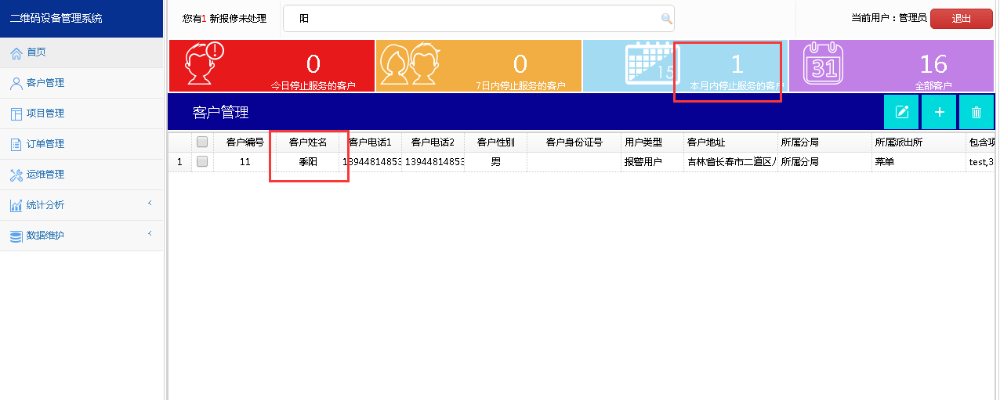 二维码设备管理系统
您有1 新报修未处理
阳
当前用户：管理员
退出
首页
客户管理
项目管理
订单管理
运维管理
统计分析
数据维护
0
今日停止服务的客户
0
7日内停止服务的客户
15
1
本月内停止服务的客户
31
16
全部客户
客户管理
客户编号 客户姓名 客户电话1 客户电话2 客户性别 客户身份证号 用户类型 客户地址 所属分局 所属派出所 包含项
1 11 季阳 13944814853 13944814853 男 报警用户 吉林省长春市二道区八 所属分局 菜单 test,3